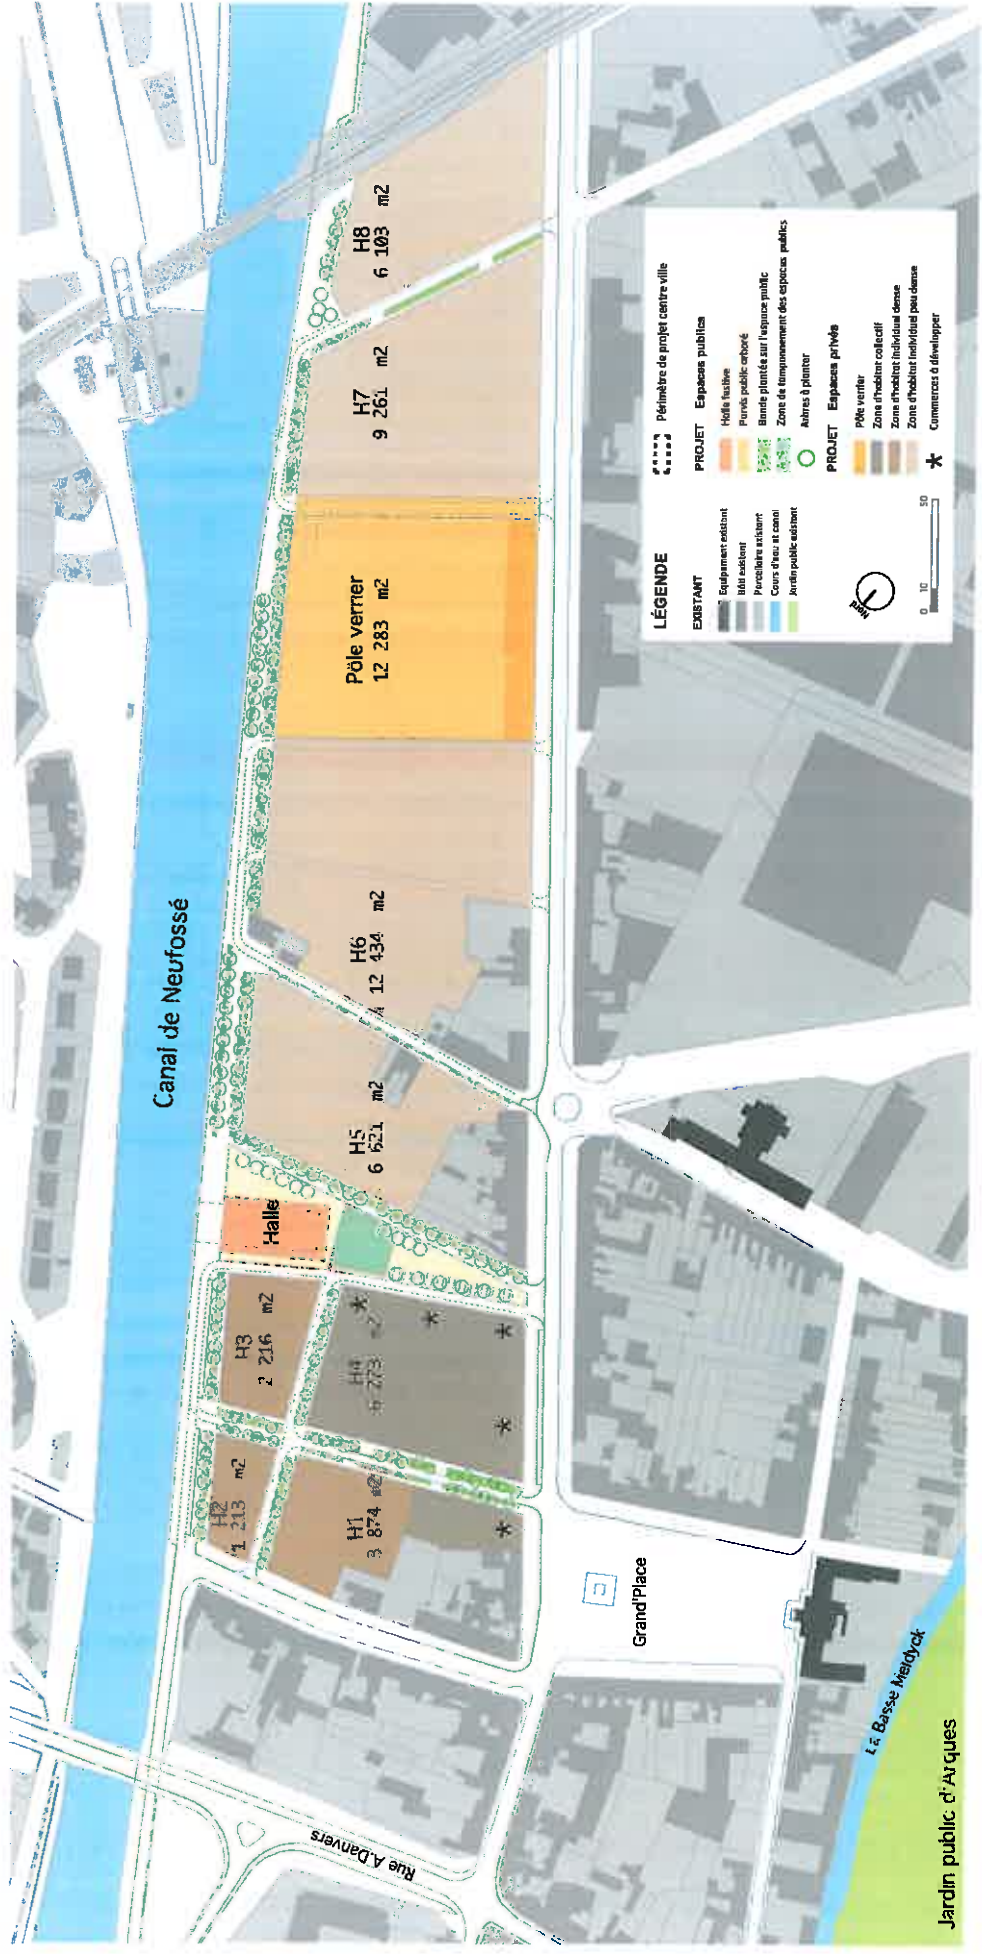 Canal de Neufossé
H2
1 213 m2
H3
2 216 m2
Halle
H1
3 874 m2
H4
6 273 m2
H5
6 621 m2
H6
12 434 m2
Pôle verrier
12 283 m2
H7
9 261 m2
H8
6 103 m2
Rue A.Danvers
Grand'Place
La Basse Meldyck
Jardin public d'Arques
LÉGENDE
EXISTANT
Equipement existant
Bâti existant
Parcellaire existant
Cours d'eau et canal
Jardin public existant
Nord
0 10 50
Périmètre de projet centre ville
PROJET Espaces publics
Halle festive
Parvis public arboré
Bande plantée sur l'espace public
Zone de tamponnement des espaces publics
Arbres à planter
PROJET Espaces privés
Pôle verrier
Zone d'habitat collectif
Zone d'habitat individuel dense
Zone d'habitat individuel peu dense
Commerces à développer